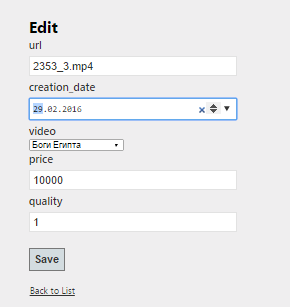 Edit
url
2353_3.mp4
creation_date
29.02.2016
video
Боги Египта
price
10000
quality
1
Save
Back to List